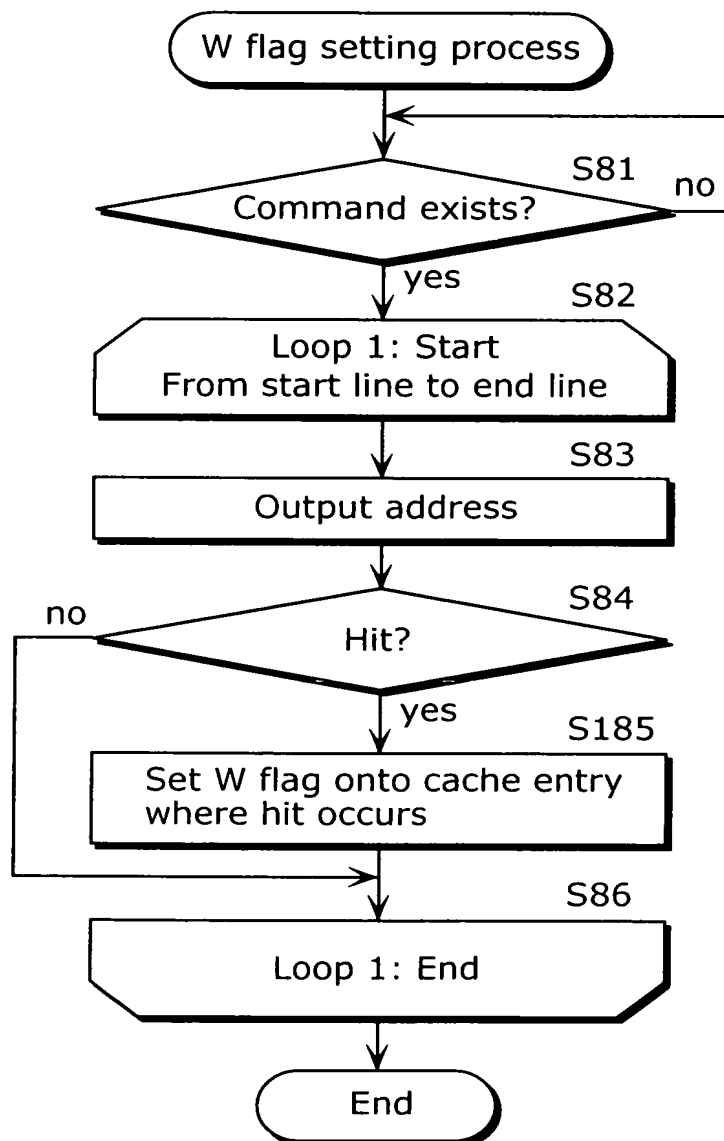 W flag setting process
S81
Command exists?
no
yes
S82
Loop 1: Start
From start line to end line
S83
Output address
S84
no
Hit?
yes
S185
Set W flag onto cache entry
where hit occurs
S86
Loop 1: End
End